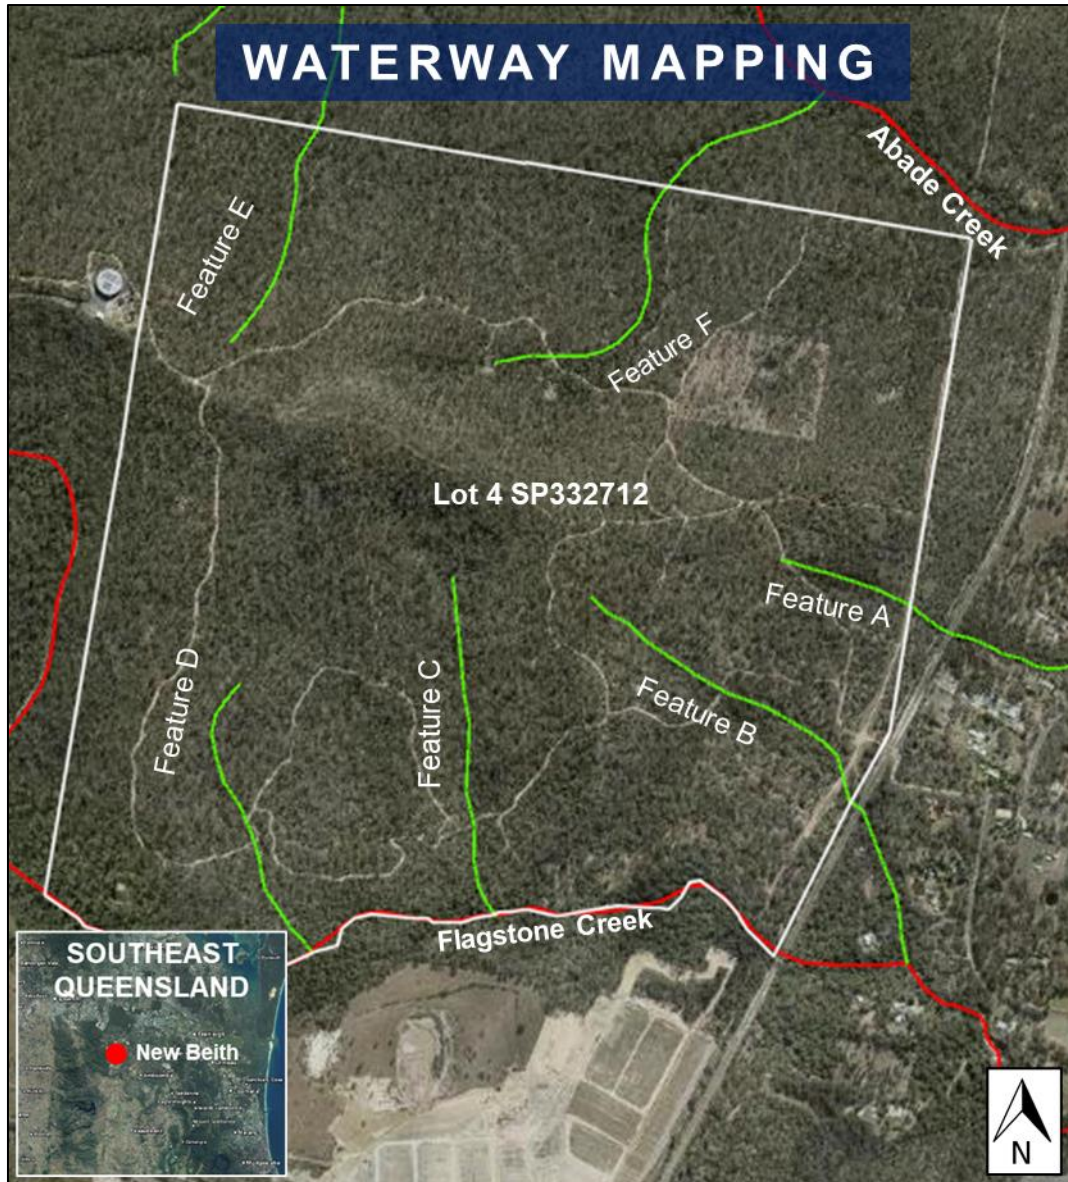 WATERWAY MAPPING
Abade Creek
Feature E
Feature F
Lot 4 SP332712
Feature A
Feature D
Feature C
Feature B
Flagstone Creek
SOUTHEAST
QUEENSLAND
New Beith
N